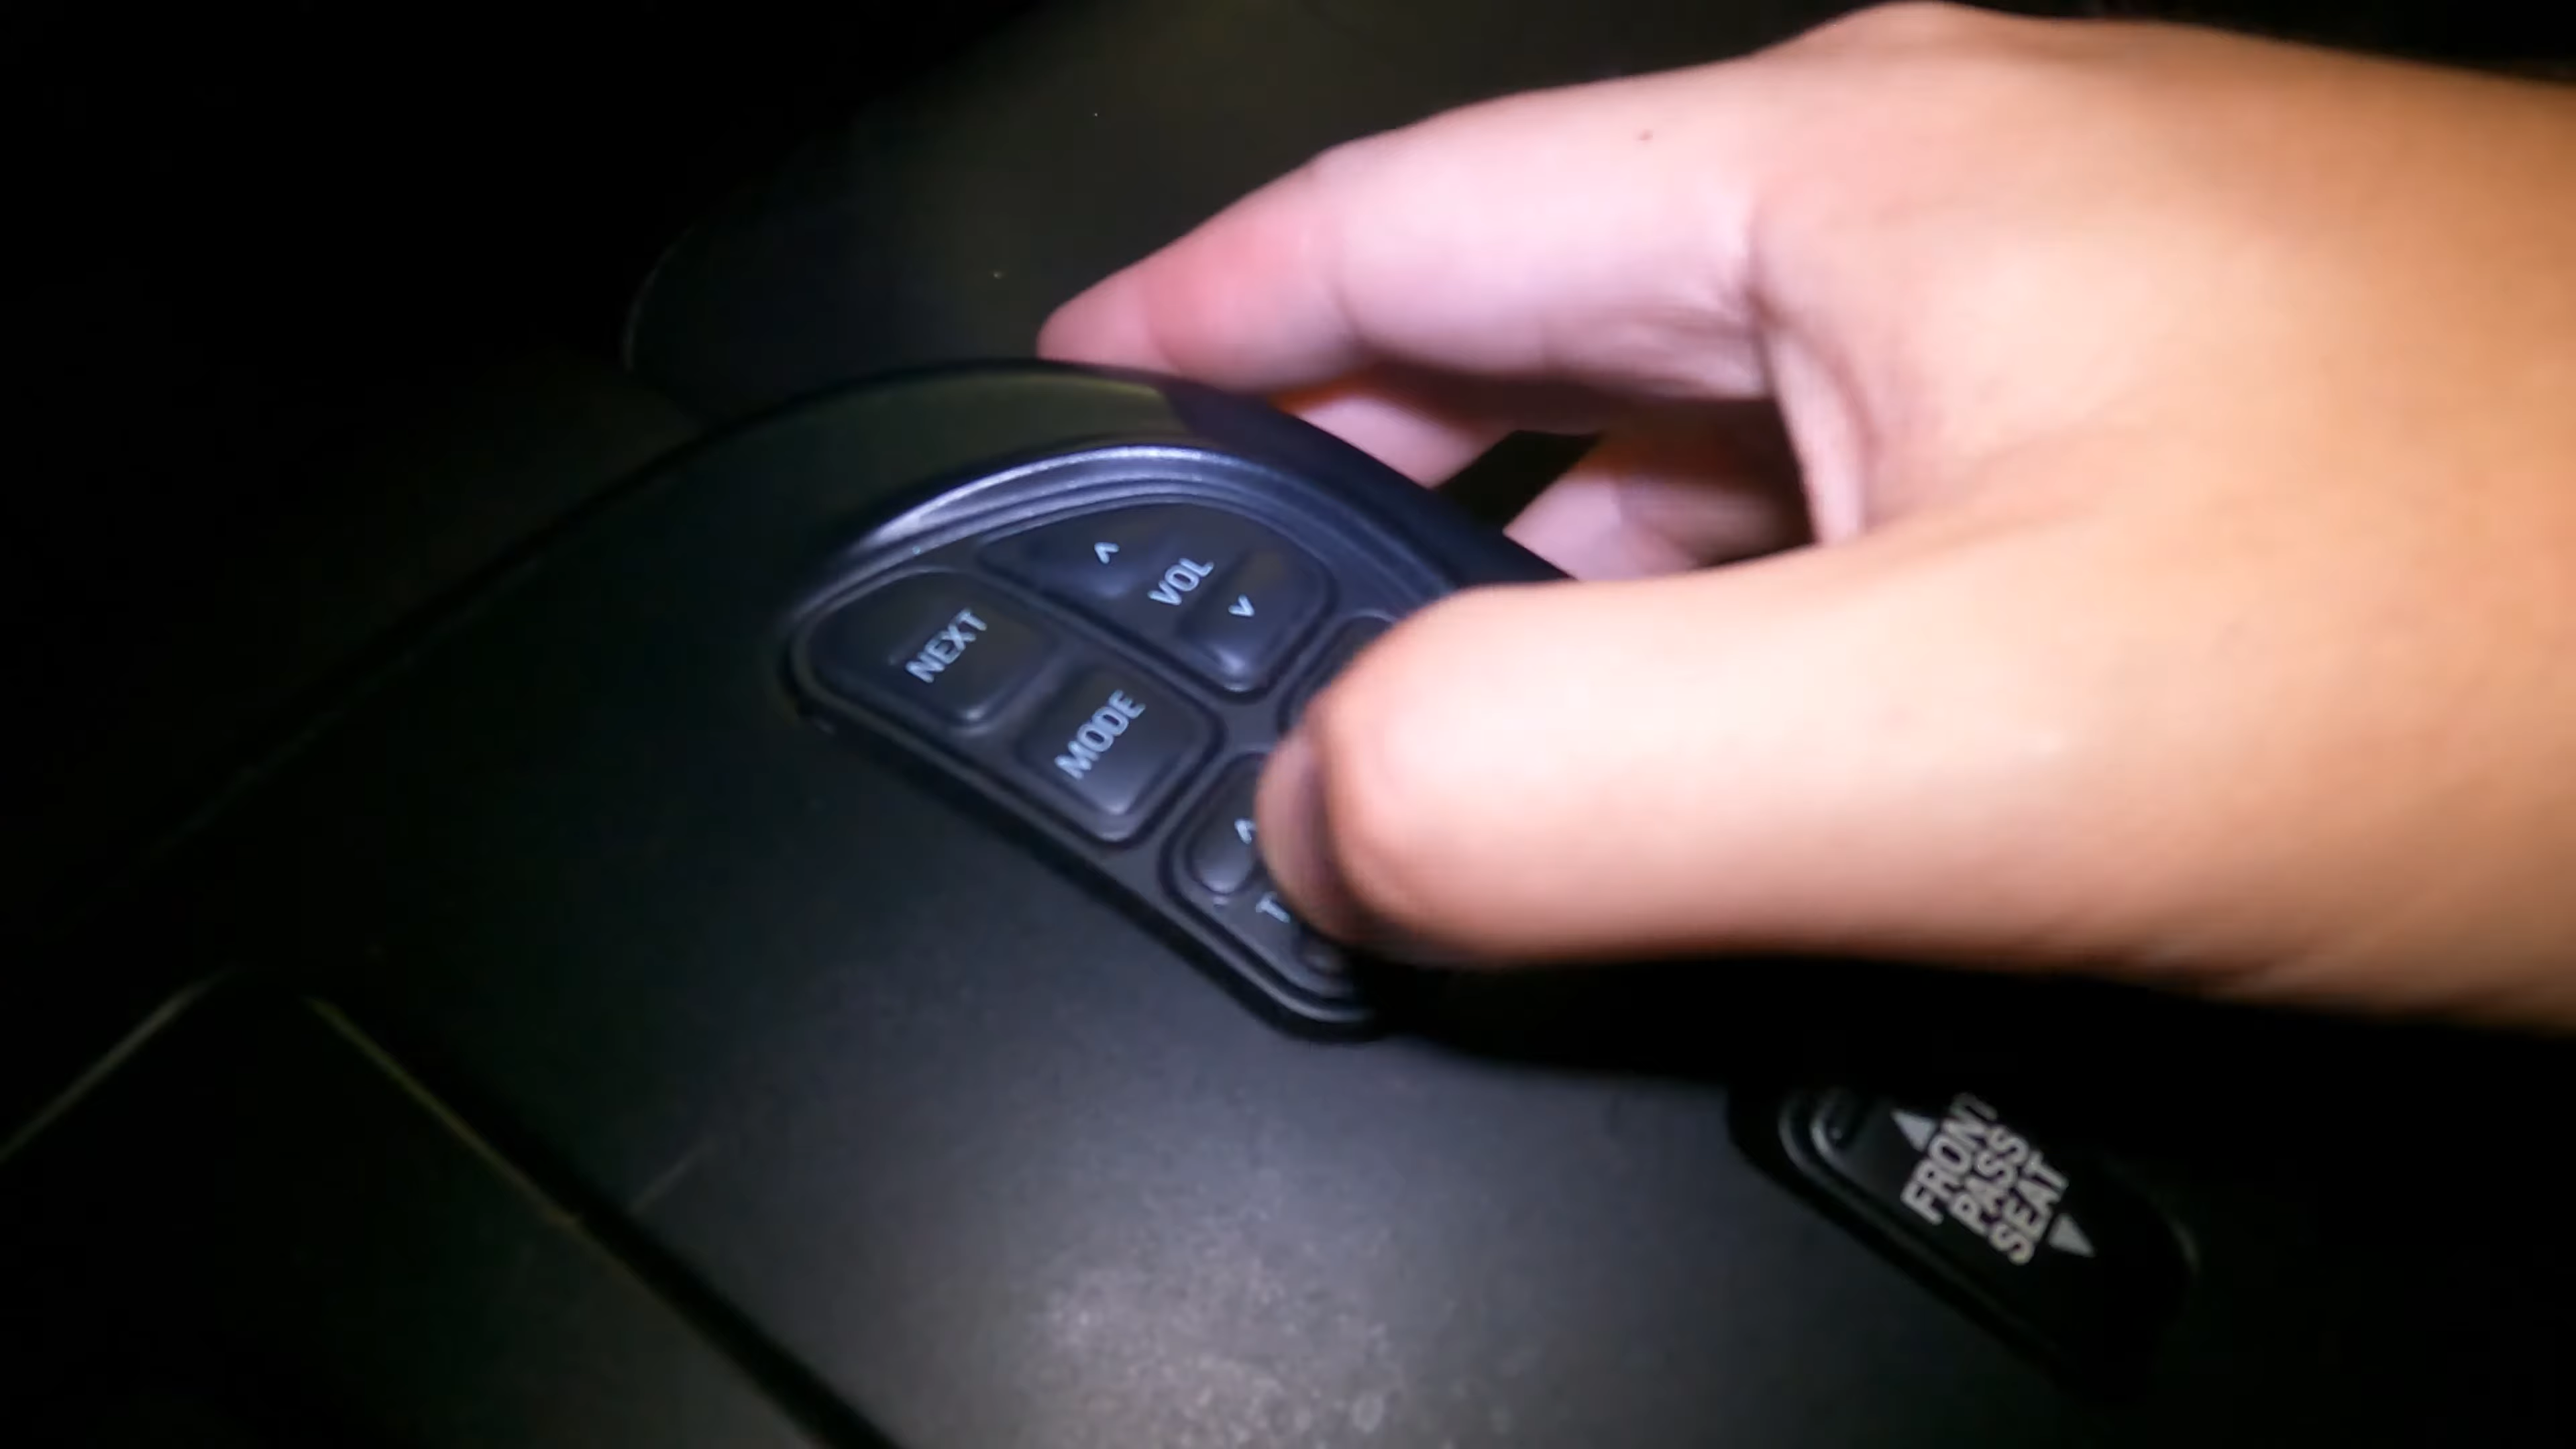 ^
VOL
v
NEXT
MODE
^
▲
FRONT
PASS
SEAT
▼